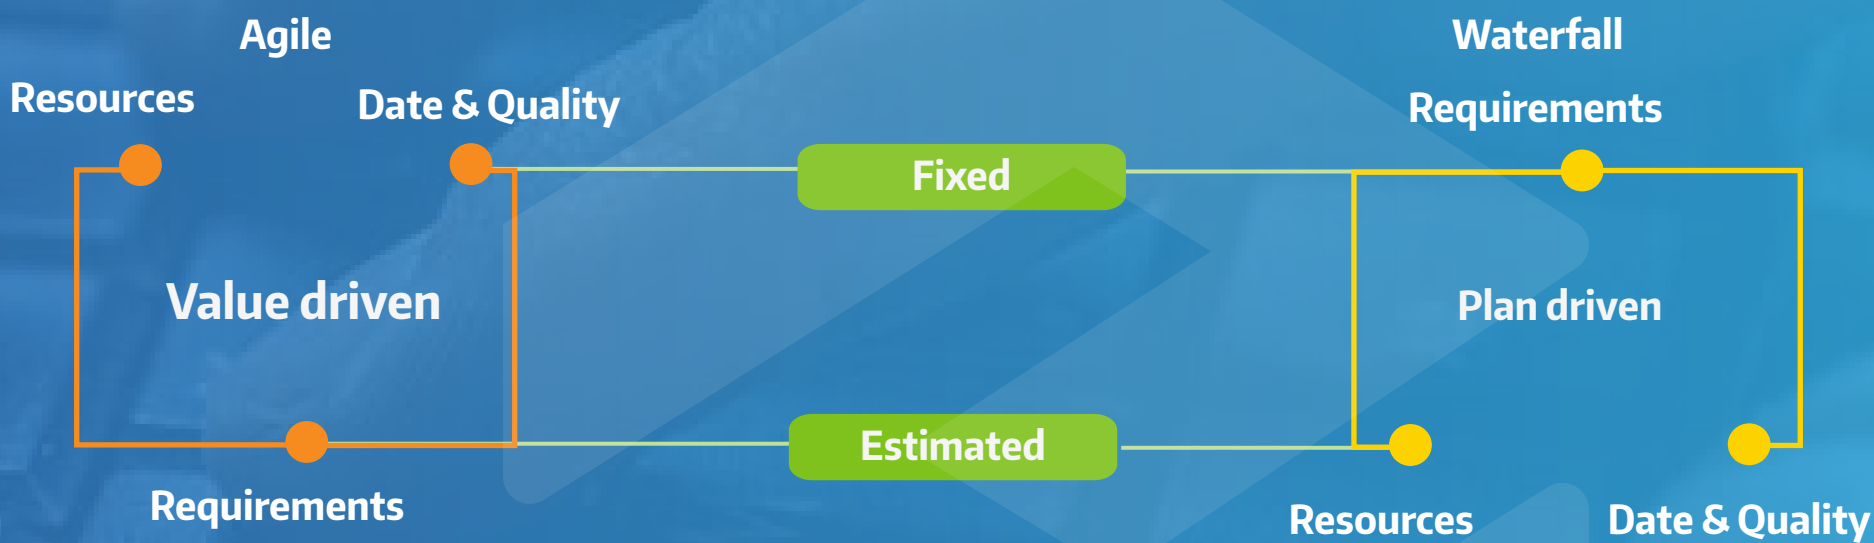 Agile
Waterfall
Resources
Date & Quality
Requirements
Fixed
Value driven
Plan driven
Estimated
Requirements
Resources
Date & Quality